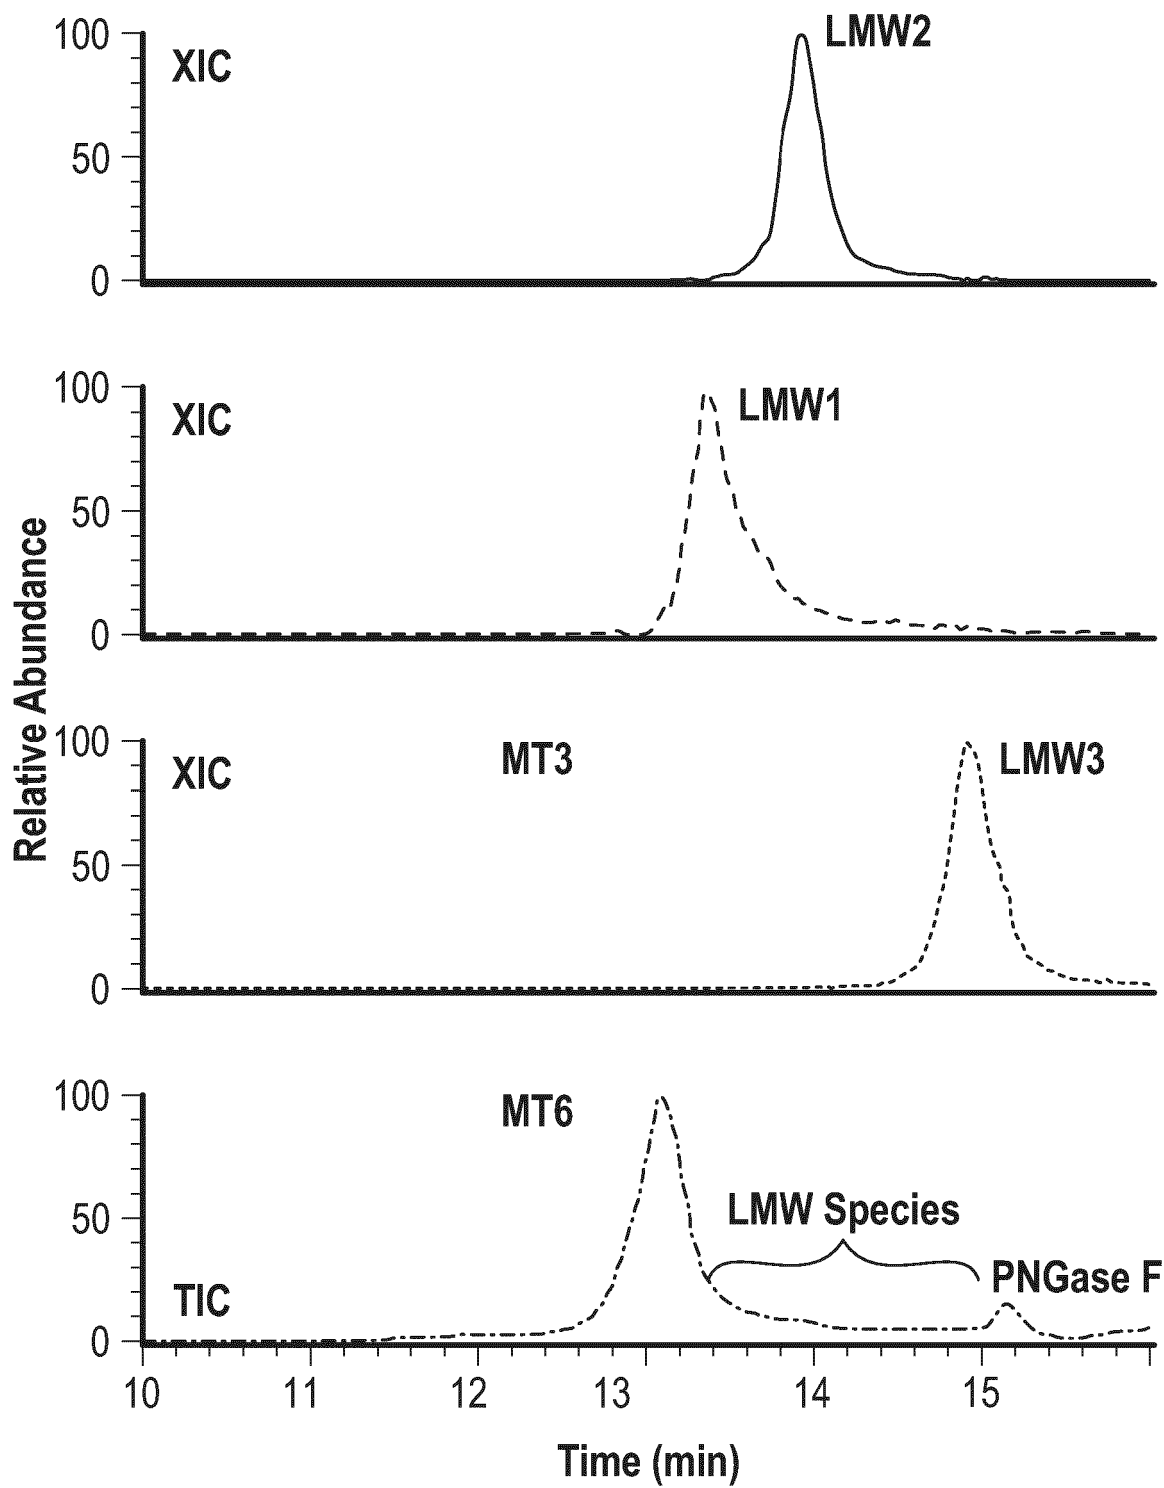 100
50
0
XIC
LMW2
100
50
0
XIC
LMW1
Relative Abundance
100
50
0
XIC
MT3
LMW3
100
50
0
MT6
LMW Species
PNGase F
TIC
10 11 12 13 14 15
Time (min)